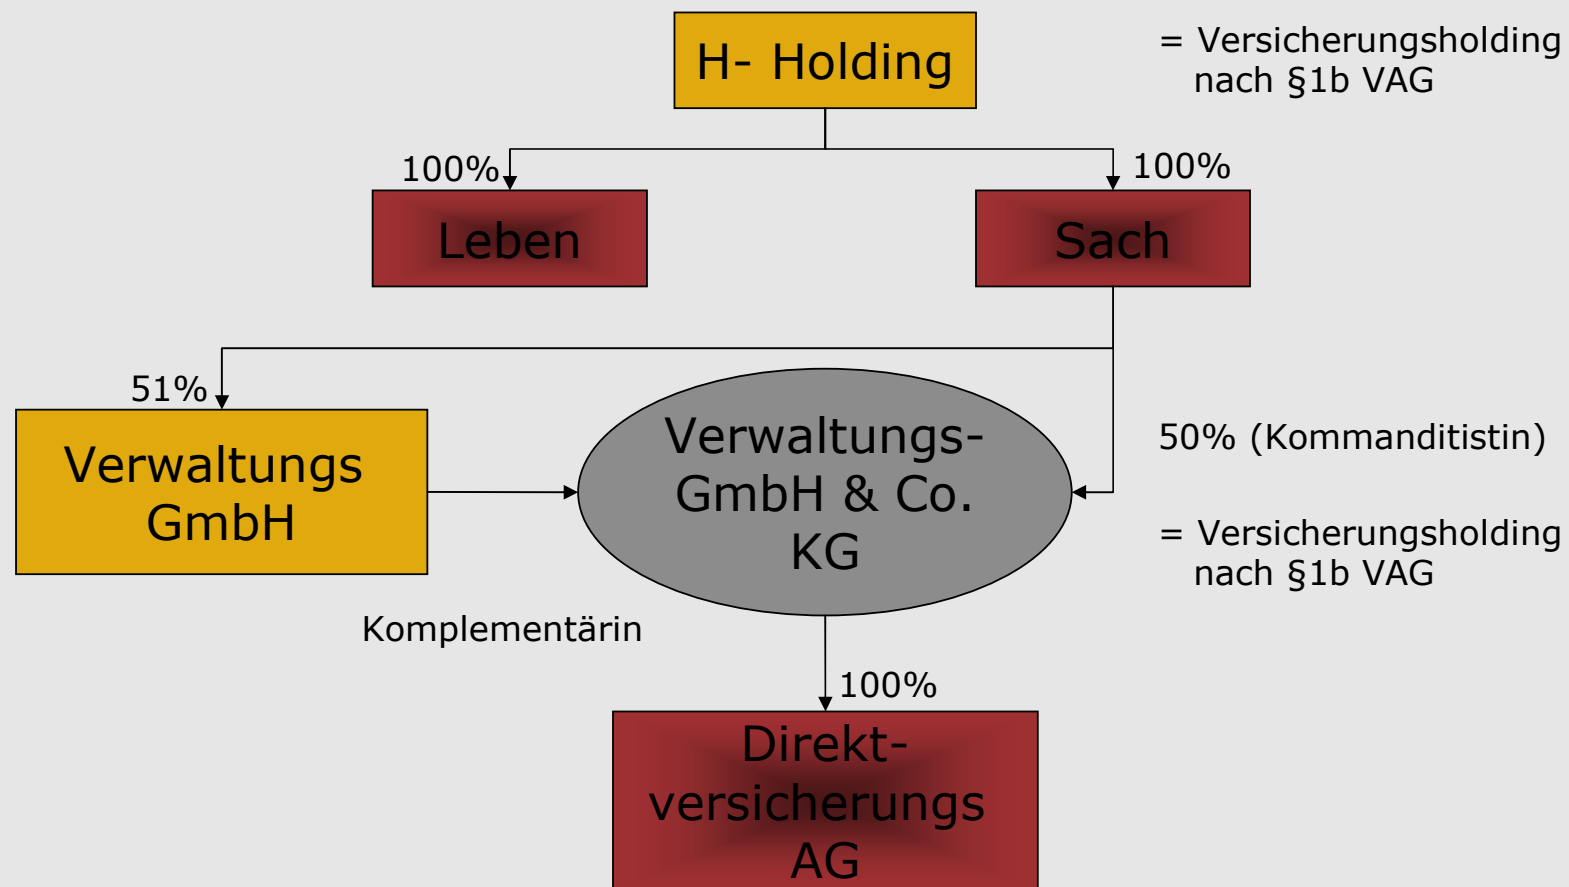 H- Holding
= Versicherungsholding
nach §1b VAG
100%
100%
Leben
Sach
51%
Verwaltungs
GmbH
Verwaltungs-
GmbH & Co.
KG
50% (Kommanditistin)
= Versicherungsholding
nach §1b VAG
Komplementärin
100%
Direkt-
versicherungs
AG